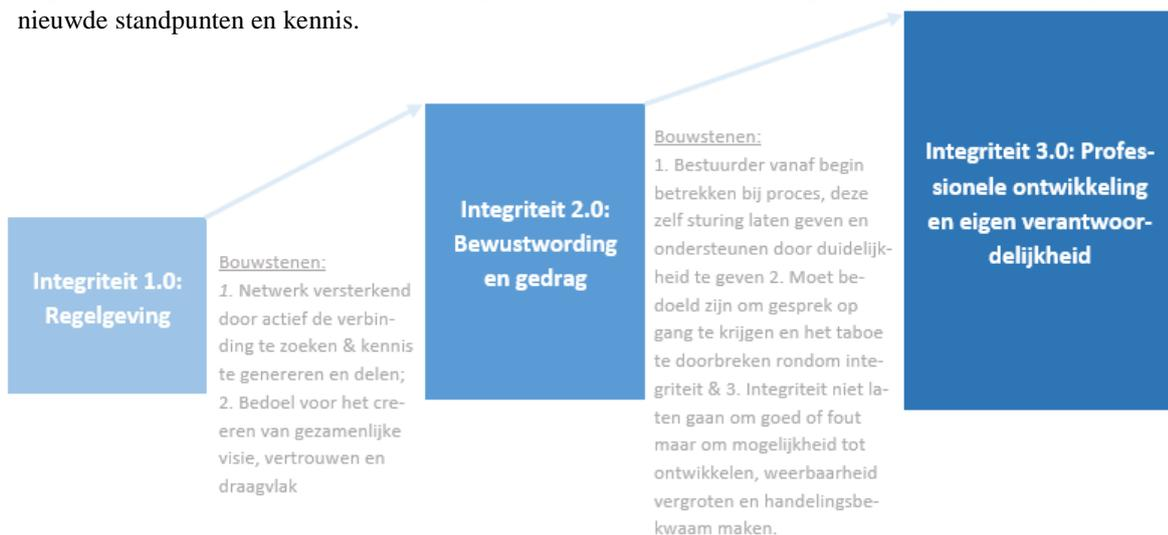 nieuwde standpunten en kennis.
Integriteit 1.0:
Regelgeving
Bouwstenen:
1. Netwerk versterkend
door actief de verbin-
ding te zoeken & kennis
te genereren en delen;
2. Bedoel voor het cre-
eren van gezamenlijke
visie, vertrouwen en
draagvlak
Integriteit 2.0:
Bewustwording
en gedrag
Bouwstenen:
1. Bestuurder vanaf begin
betrekken bij proces, deze
zelf sturing laten geven en
ondersteunen door duidelijk-
heid te geven 2. Moet be-
doeld zijn om gesprek op
gang te krijgen en het taboe
te doorbreken rondom inte-
griteit & 3. Integriteit niet la-
ten gaan om goed of fout
maar om mogelijkheid tot
ontwikkelen, weerbaarheid
vergroten en handelingsbe-
kwaam maken.
Integriteit 3.0: Profes-
sionele ontwikkeling
en eigen verantwoor-
delijkheid